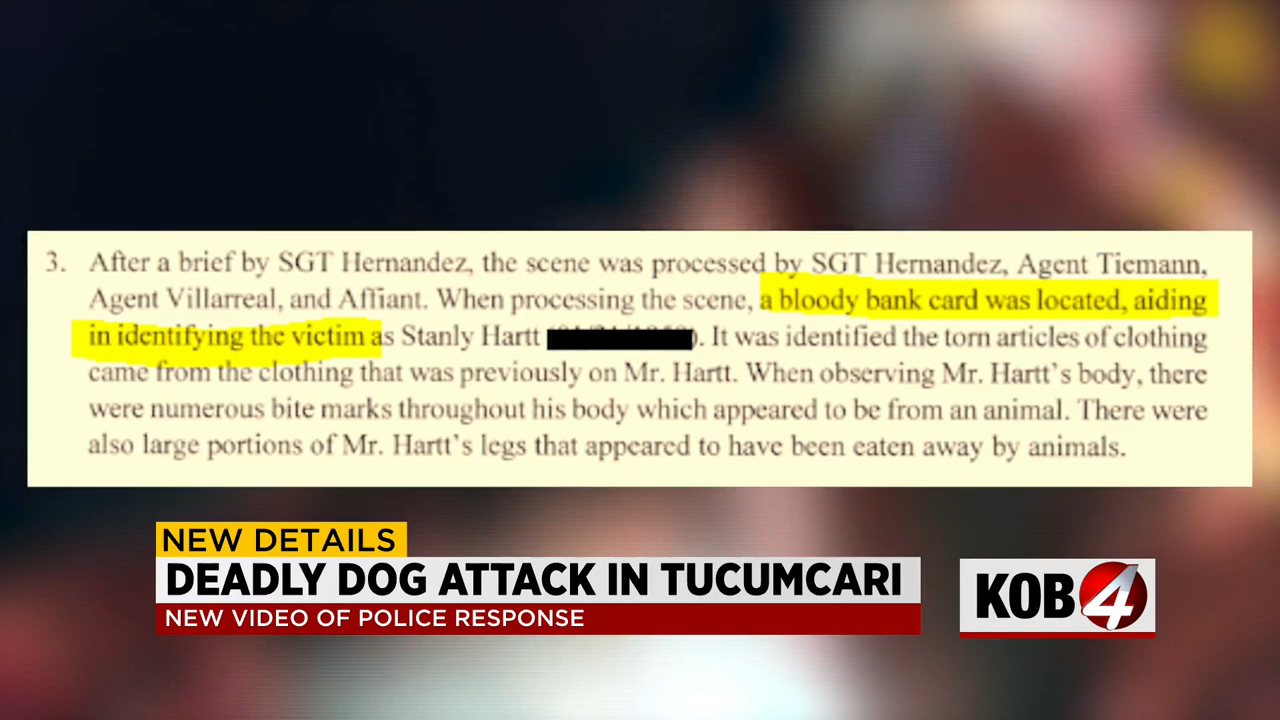 3. After a brief by SGT Hernandez, the scene was processed by SGT Hernandez, Agent Tiemann,
Agent Villarreal, and Affiant. When processing the scene, a bloody bank card was located, aiding
in identifying the victim as Stanly Hartt ). It was identified the torn articles of clothing
came from the clothing that was previously on Mr. Hartt. When observing Mr. Hartt's body, there
were numerous bite marks throughout his body which appeared to be from an animal. There were
also large portions of Mr. Hartt's legs that appeared to have been eaten away by animals.
NEW DETAILS
DEADLY DOG ATTACK IN TUCUMCARI
NEW VIDEO OF POLICE RESPONSE
KOB 4